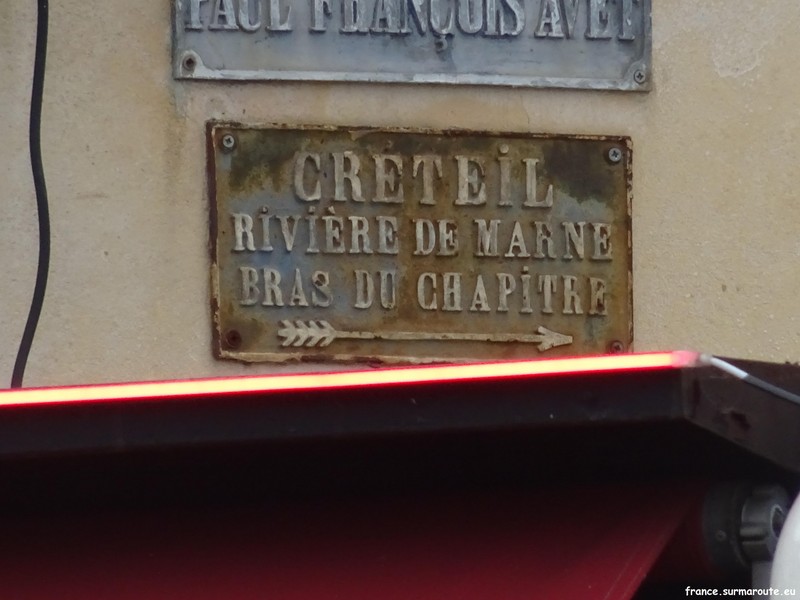 PAUL FRANÇOIS AVET
CRÉTEIL
RIVIÈRE DE MARNE
BRAS DU CHAPITRE
france.surmaroute.eu